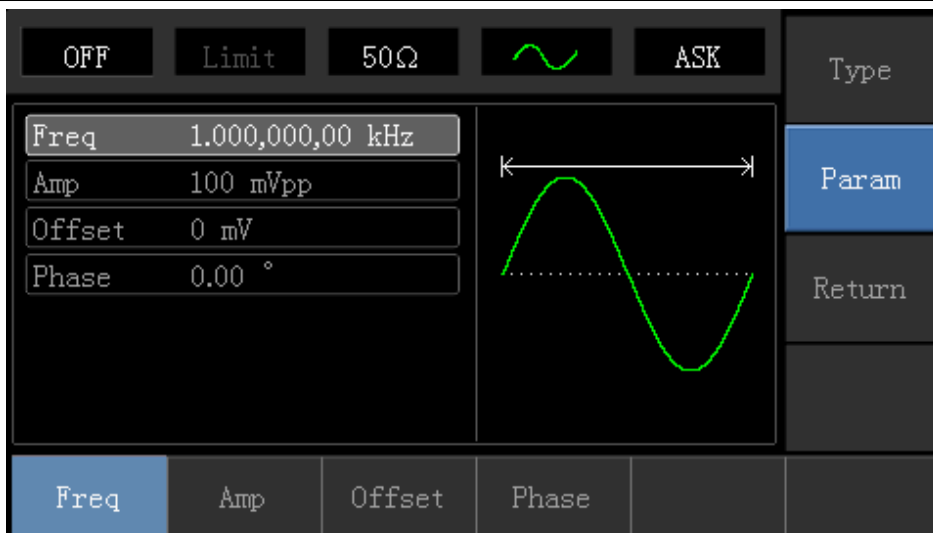 OFF Limit 50Ω ASK
Type
Freq 1.000,000,00 kHz
Amp 100 mVpp
Param
Offset 0 mV
Phase 0.00 °
Return
Freq Amp Offset Phase